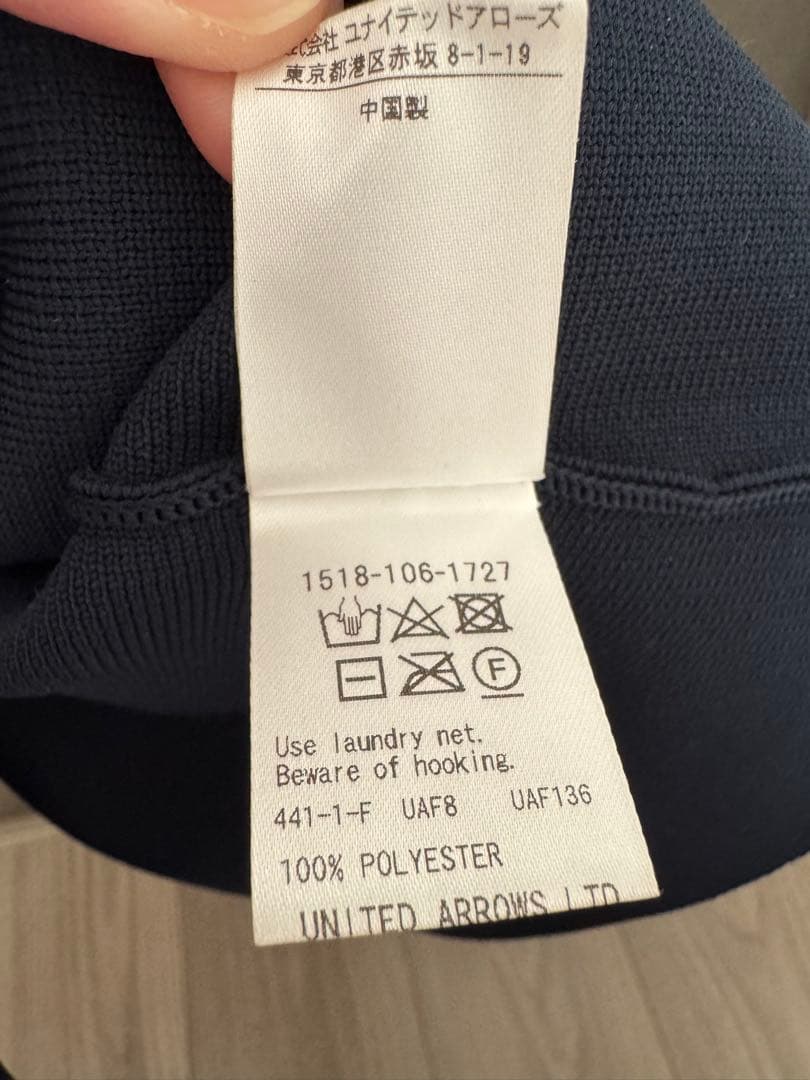 会社 ユナイテッドアローズ
東京都港区赤坂 8-1-19
中国製
1518-106-1727
F
Use laundry net.
Beware of hooking.
441-1-F UAF8 UAF136
100% POLYESTER
UNITED ARROWS LTD